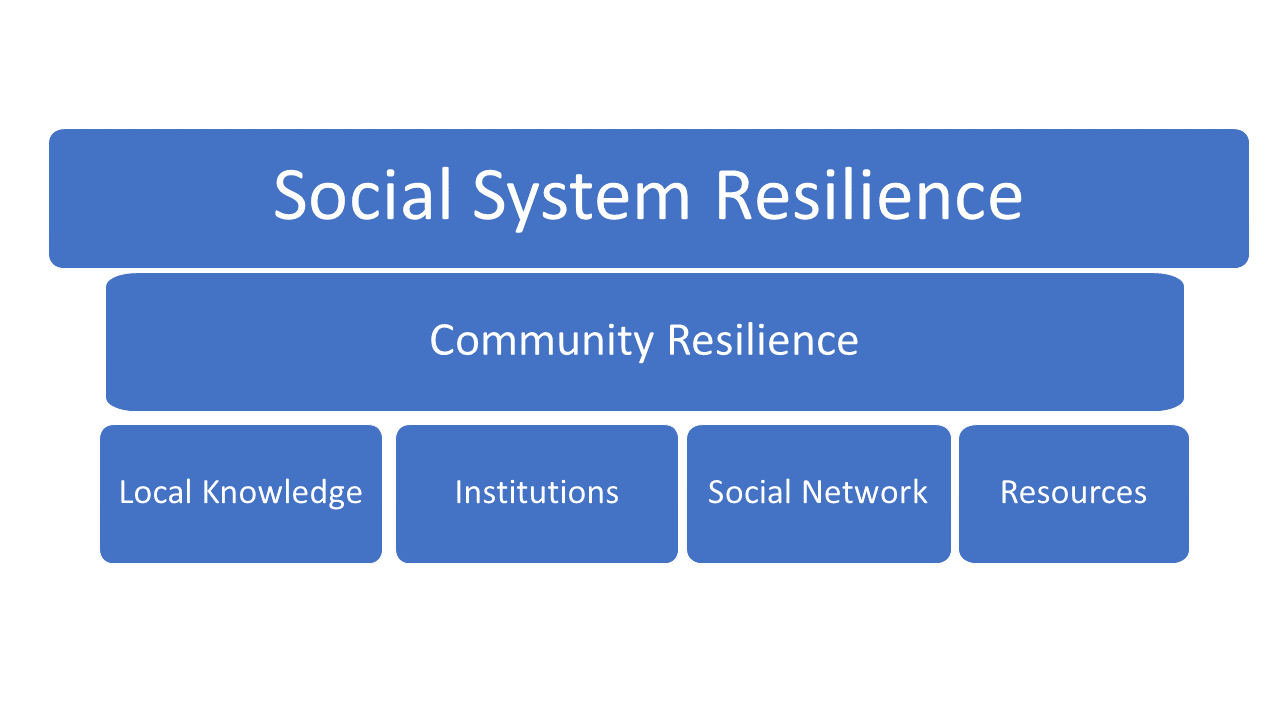 Social System Resilience
Community Resilience
Local Knowledge
Institutions
Social Network
Resources